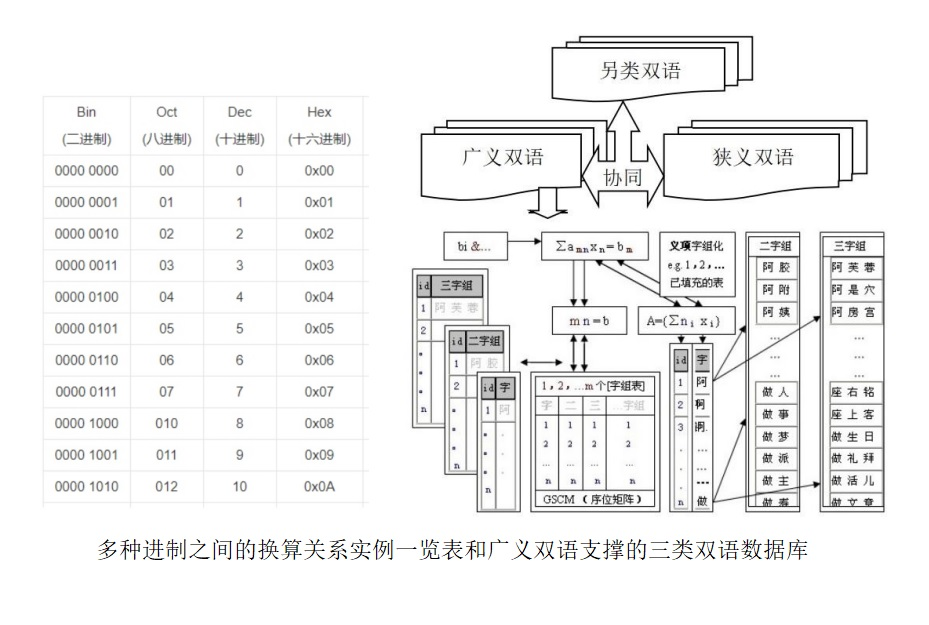 Bin Oct Dec Hex
(二进制) (八进制) (十进制) (十六进制)
0000 0000 00 0 0x00
0000 0001 01 1 0x01
0000 0010 02 2 0x02
0000 0011 03 3 0x03
0000 0100 04 4 0x04
0000 0101 05 5 0x05
0000 0110 06 6 0x06
0000 0111 07 7 0x07
0000 1000 010 8 0x08
0000 1001 011 9 0x09
0000 1010 012 10 0x0A
另类双语
广义双语
协同
狭义双语
bi &...
∑aₘₙxₙ=bₘ
义项字组化
e.g. 1, 2, ...
已填充的表
mn=b
A=(∑nᵢ xᵢ)
id 三字组
1 阿芙蓉
2
n
id 二字组
1 阿胶
2
n
id 字
1 阿
n
1, 2, ...m个[字组表]
字 二 三 ...字组
1 1 1 1
2 2 2 2
... ... ... ...
n n n n
GSCM (序位矩阵)
id 字
1 阿
2 啊
3
... 
n 做
二字组
阿胶
阿附
阿姨
...
...
...
做人
做事
做梦
做派
做主
做寿
三字组
阿芙蓉
阿是穴
阿房宫
...
...
...
座右铭
座上客
做生日
做礼拜
做活儿
做文章
多种进制之间的换算关系实例一览表和广义双语支撑的三类双语数据库